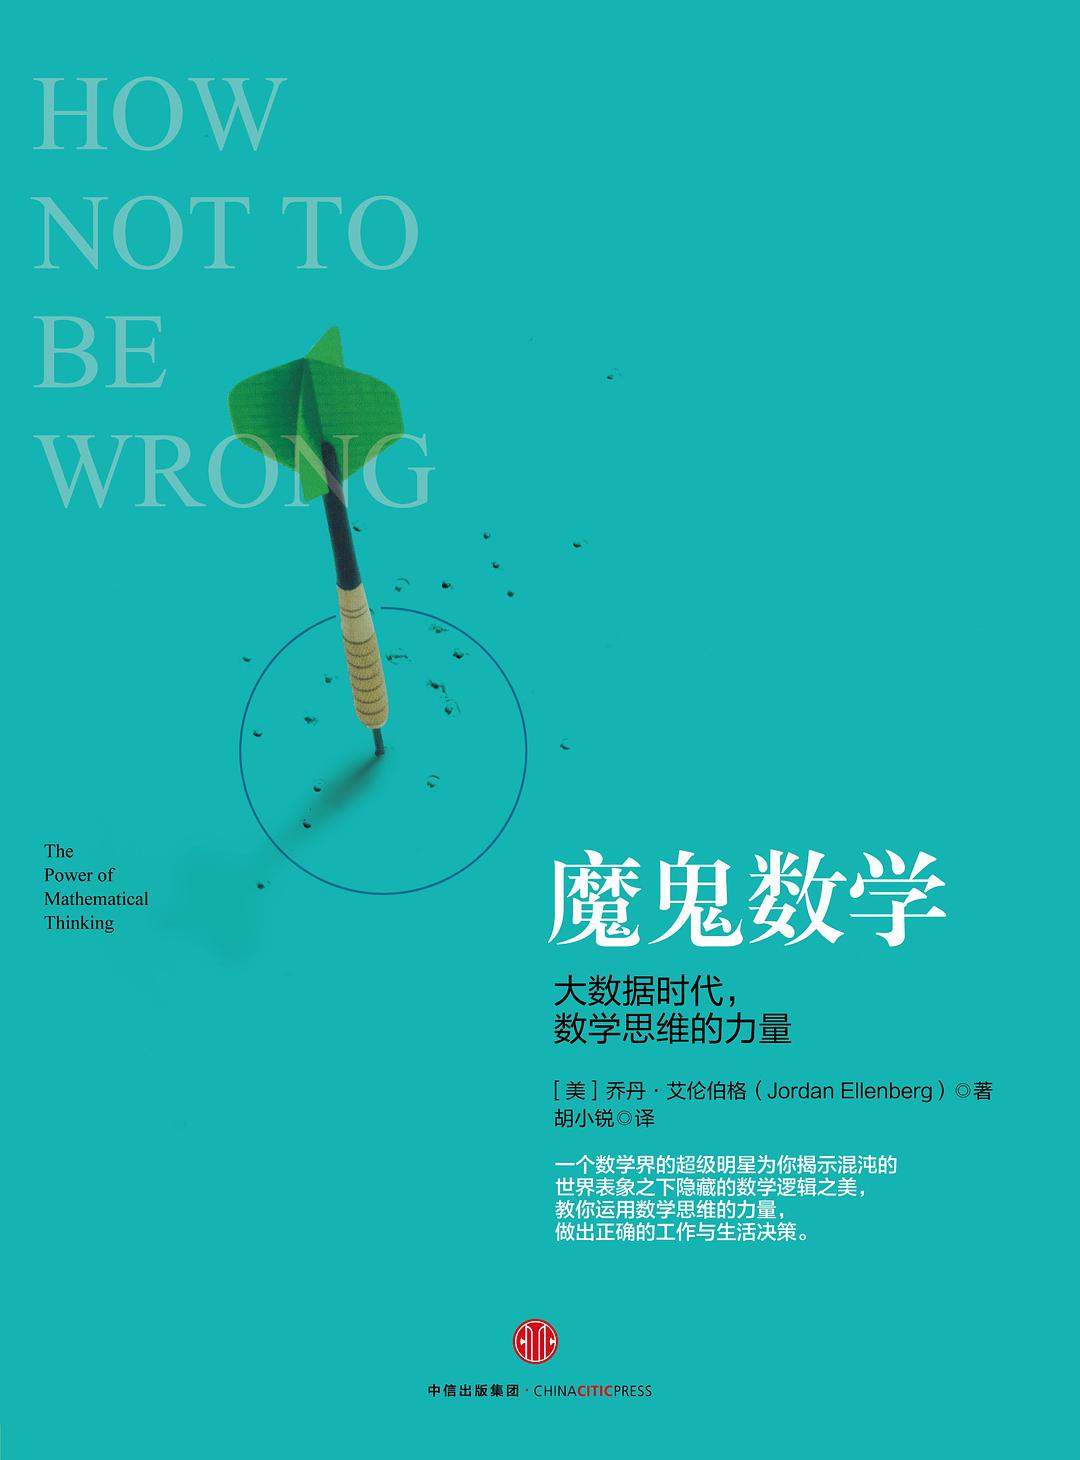 HOW
NOT TO
BE
WRONG
The
Power of
Mathematical
Thinking
魔鬼数学
大数据时代，
数学思维的力量
［美］乔丹·艾伦伯格（Jordan Ellenberg）◎著
胡小锐◎译
一个数学界的超级明星为你揭示混沌的
世界表象之下隐藏的数学逻辑之美，
教你运用数学思维的力量，
做出正确的工作与生活决策。
中信出版集团·CHINACITICPRESS